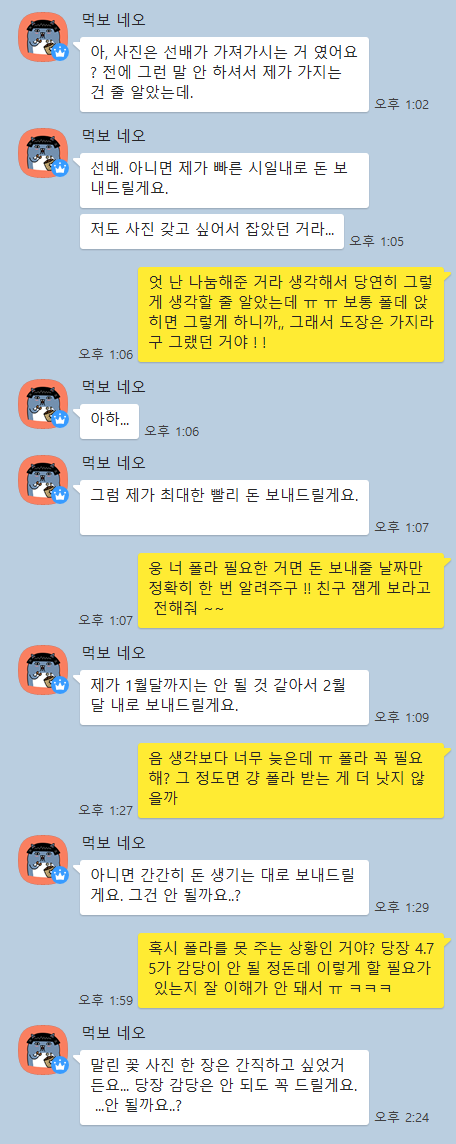 먹보 네오
아, 사진은 선배가 가져가시는 거 였어요
? 전에 그런 말 안 하셔서 제가 가지는
건 줄 알았는데.
오후 1:02
먹보 네오
선배. 아니면 제가 빠른 시일내로 돈 보
내드릴게요.
저도 사진 갖고 싶어서 잡았던 거라...
오후 1:05
엇 난 나눔해준 거라 생각해서 당연히 그렇
게 생각할 줄 알았는데 ㅠ ㅠ 보통 폴데 앉
히면 그렇게 하니까,, 그래서 도장은 가지라
구 그랬던 거야 ! !
오후 1:06
먹보 네오
아하...
오후 1:06
먹보 네오
그럼 제가 최대한 빨리 돈 보내드릴게요.
오후 1:07
웅 너 폴라 필요한 거면 돈 보내줄 날짜만
정확히 한 번 알려주구 !! 친구 잼게 보라고
전해줘 ~~
오후 1:07
먹보 네오
제가 1월달까지는 안 될 것 같아서 2월
달 내로 보내드릴게요.
오후 1:09
음 생각보다 너무 늦은데 ㅠ 폴라 꼭 필요
해? 그 정도면 걍 폴라 받는 게 더 낫지 않
을까
오후 1:27
먹보 네오
아니면 간간히 돈 생기는 대로 보내드릴
게요. 그건 안 될까요..?
오후 1:29
혹시 폴라를 못 주는 상황인 거야? 당장 4.7
5가 감당이 안 될 정돈데 이렇게 할 필요가
있는지 잘 이해가 안 돼서 ㅠ ㅋㅋㅋ
오후 1:59
먹보 네오
말린 꽃 사진 한 장은 간직하고 싶었거
든요... 당장 감당은 안 되도 꼭 드릴게요.
...안 될까요..?
오후 2:24